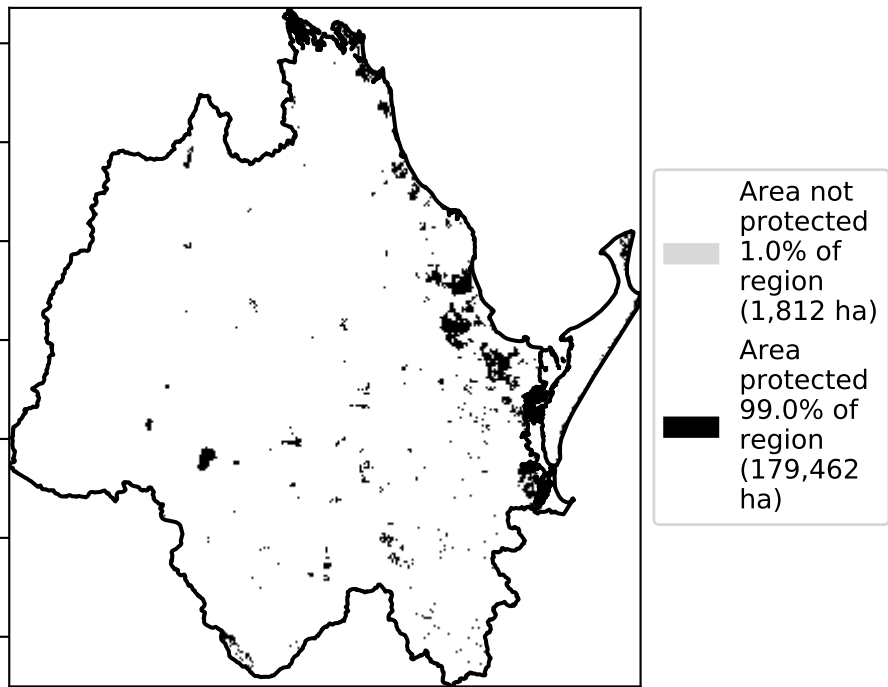 Area not
protected
1.0% of
region
(1,812 ha)
Area
protected
99.0% of
region
(179,462
ha)